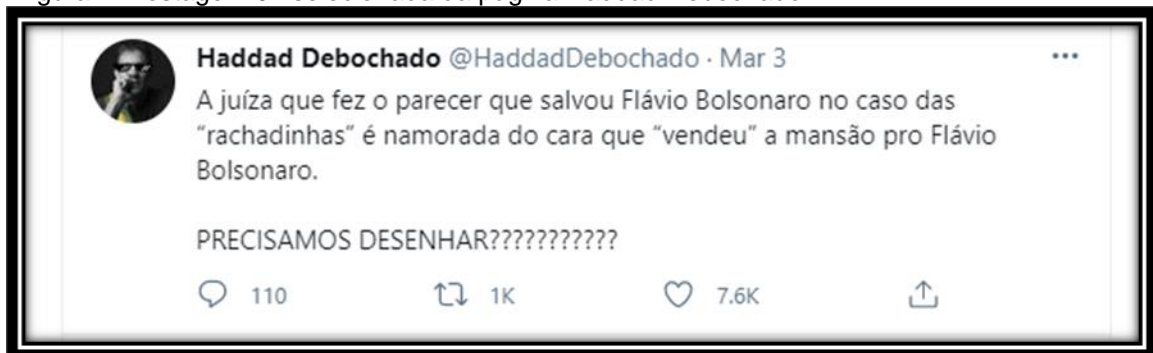 Haddad Debochado @HaddadDebochado · Mar 3
A juíza que fez o parecer que salvou Flávio Bolsonaro no caso das
“rachadinhas” é namorada do cara que “vendeu” a mansão pro Flávio
Bolsonaro.
PRECISAMOS DESENHAR???????????
110 1K 7.6K